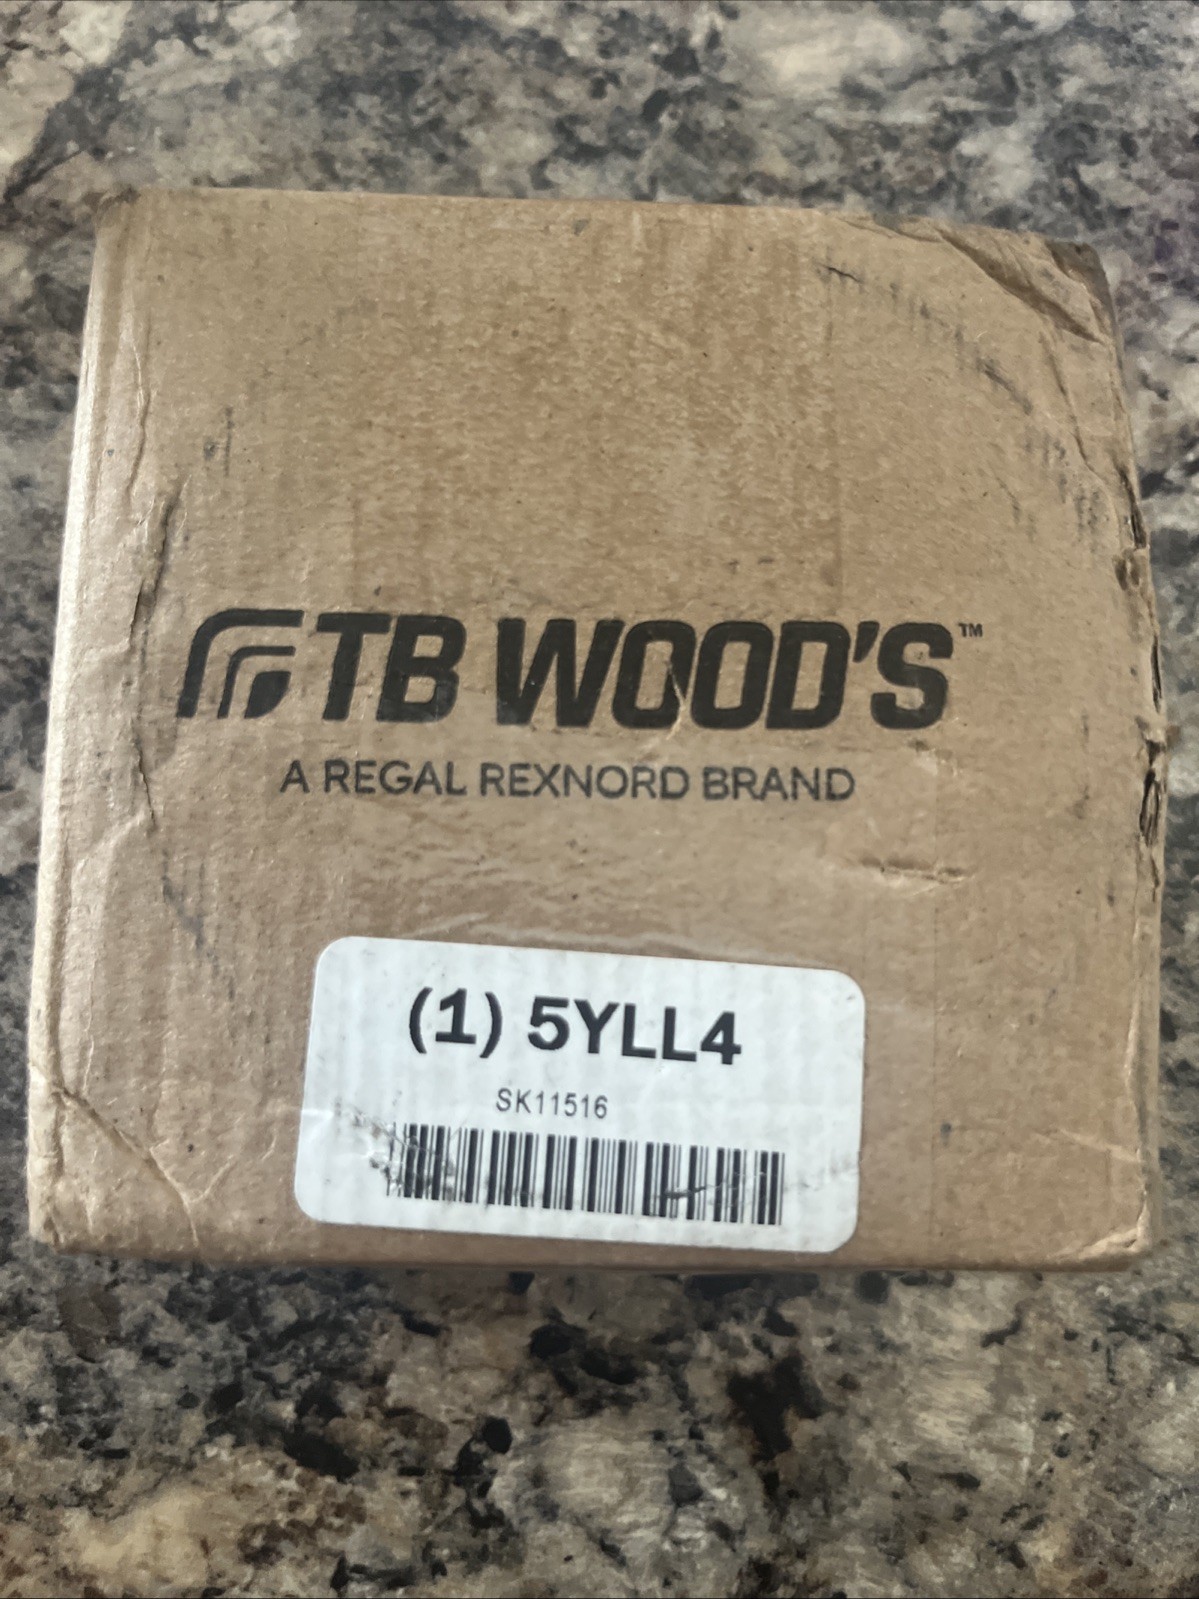 TB WOOD'S™
A REGAL REXNORD BRAND
(1) 5YLL4
SK11516